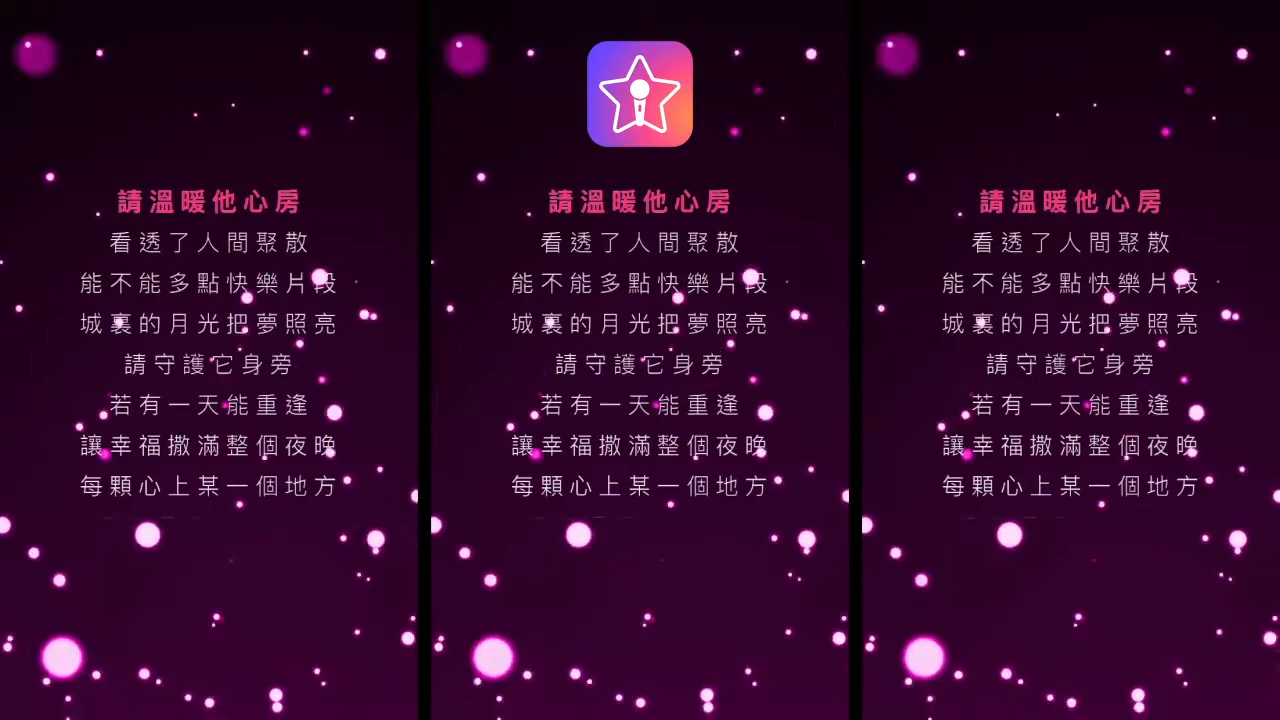 請溫暖他心房 請溫暖他心房 請溫暖他心房
看透了人間聚散 看透了人間聚散 看透了人間聚散
能不能多點快樂片段 能不能多點快樂片段 能不能多點快樂片段
城裏的月光把夢照亮 城裏的月光把夢照亮 城裏的月光把夢照亮
請守護它身旁 請守護它身旁 請守護它身旁
若有一天能重逢 若有一天能重逢 若有一天能重逢
讓幸福撒滿整個夜晚 讓幸福撒滿整個夜晚 讓幸福撒滿整個夜晚
每顆心上某一個地方 每顆心上某一個地方 每顆心上某一個地方